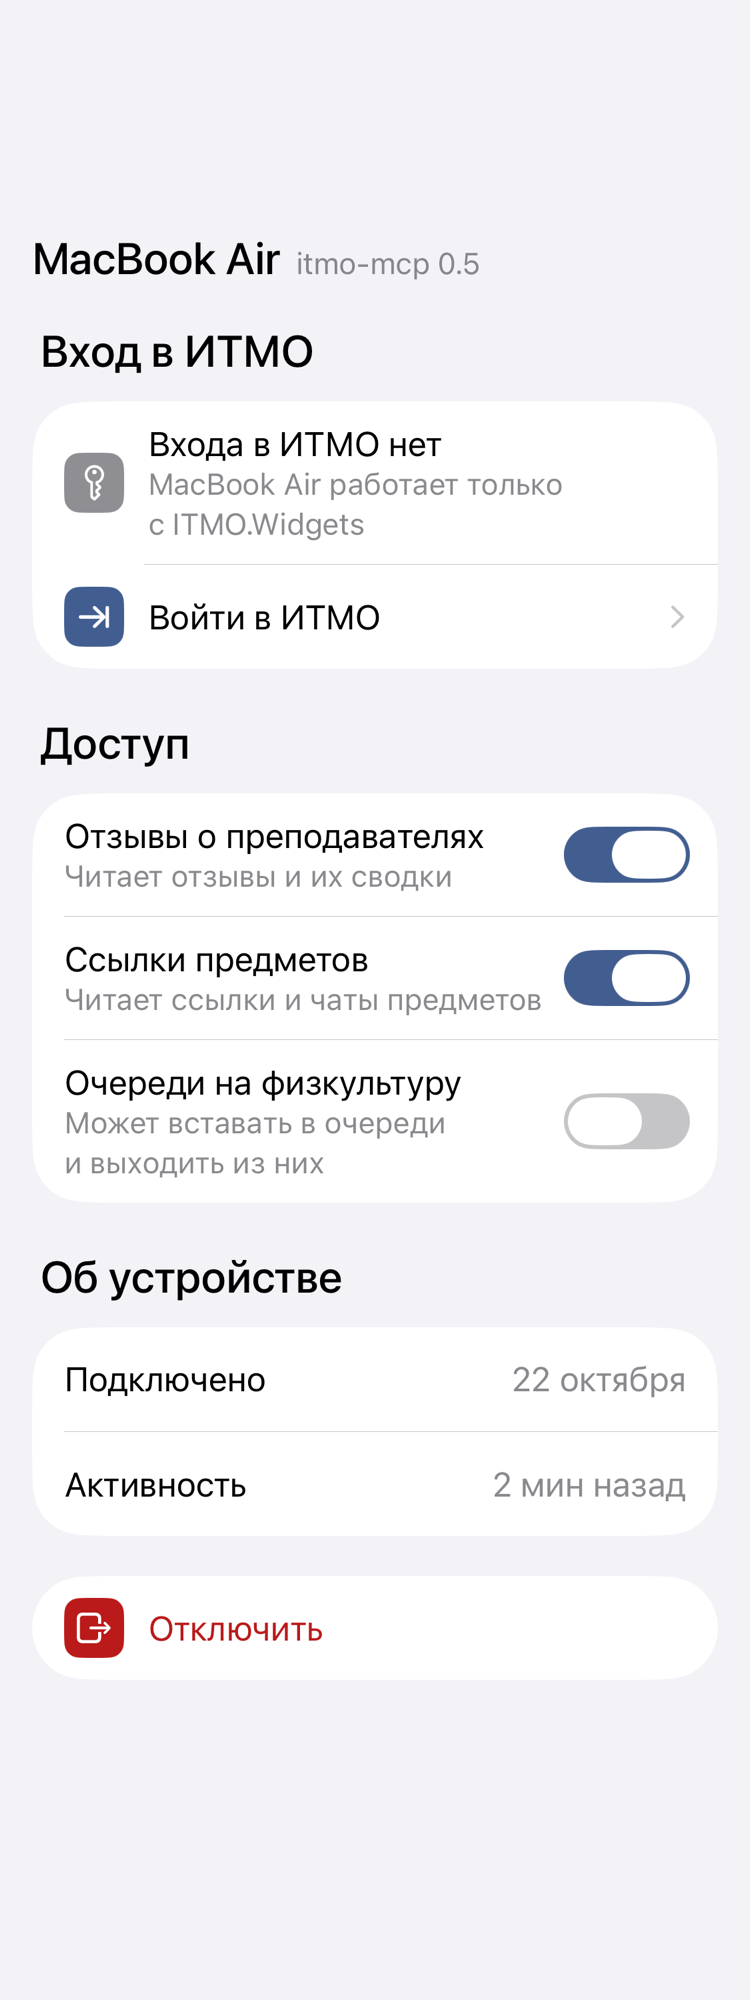 MacBook Air itmo-mcp 0.5
Вход в ИТМО
Входа в ИТМО нет
MacBook Air работает только
с ITMO.Widgets
Войти в ИТМО
Доступ
Отзывы о преподавателях
Читает отзывы и их сводки
Ссылки предметов
Читает ссылки и чаты предметов
Очереди на физкультуру
Может вставать в очереди
и выходить из них
Об устройстве
Подключено 22 октября
Активность 2 мин назад
Отключить